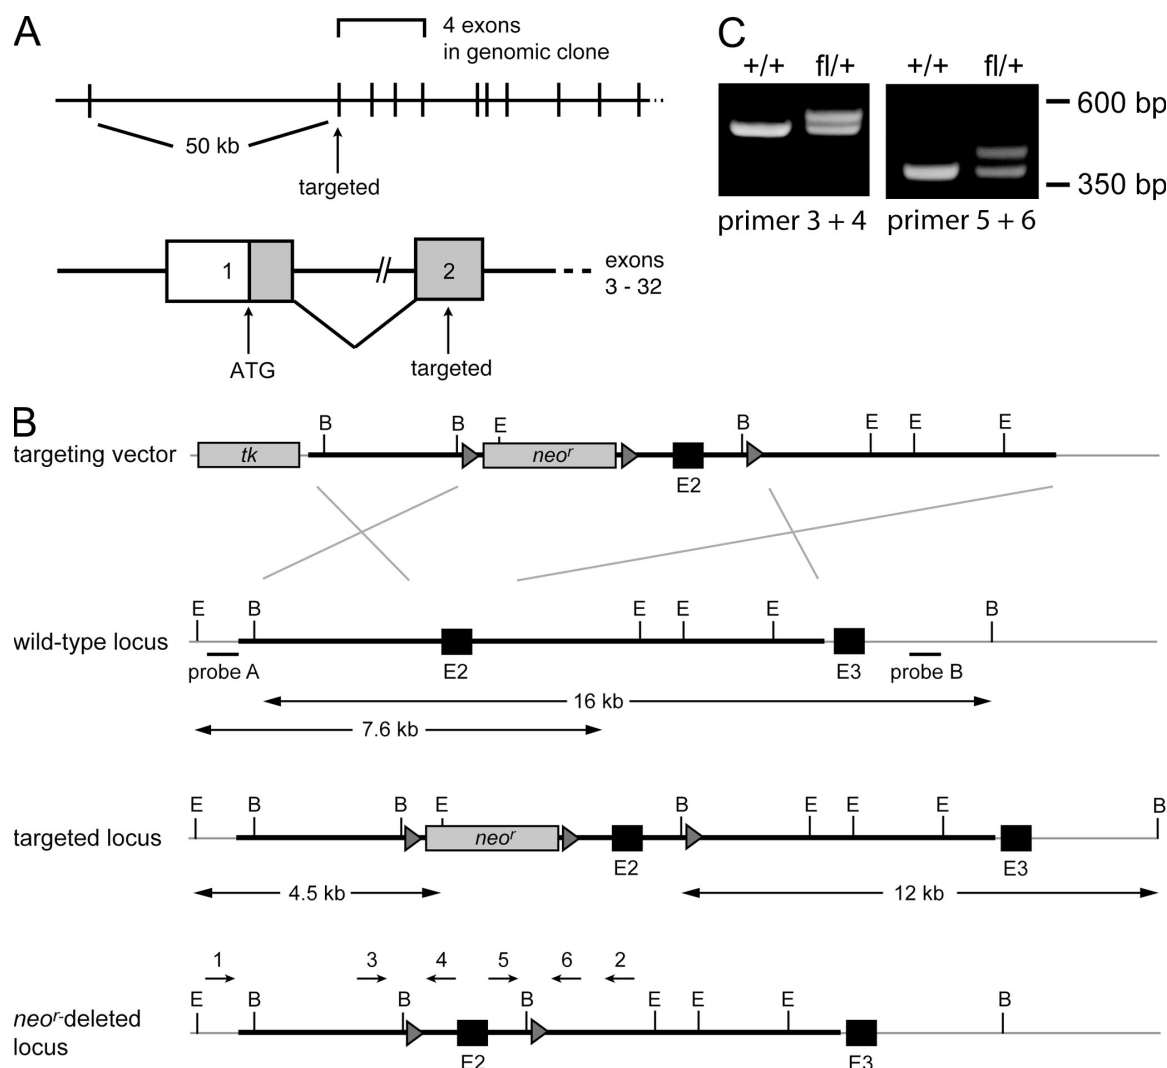 A
4 exons
in genomic clone
50 kb
targeted
1
2
exons
3 - 32
ATG
targeted
C
+/+ fl/+ +/+ fl/+
600 bp
350 bp
primer 3 + 4 primer 5 + 6
B
targeting vector
tk B B E neoʳ E2 B E E E
wild-type locus
E B E2 E E E E3 B
probe A probe B
16 kb
7.6 kb
targeted locus
E B B E neoʳ E2 B E E E E3 B
4.5 kb 12 kb
1 3 4 5 6 2
neoʳ-deleted
locus
E B B E2 B E E E E3 B